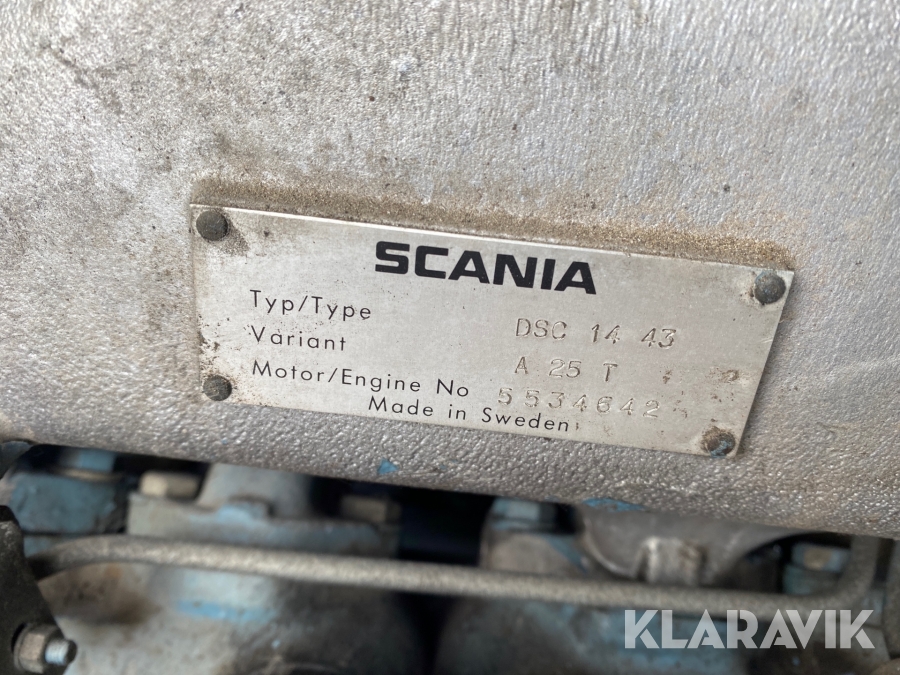 SCANIA
Typ/Type DSC 14 43
Variant A 25 T
Motor/Engine No 5534642
Made in Sweden
KLARAVIK